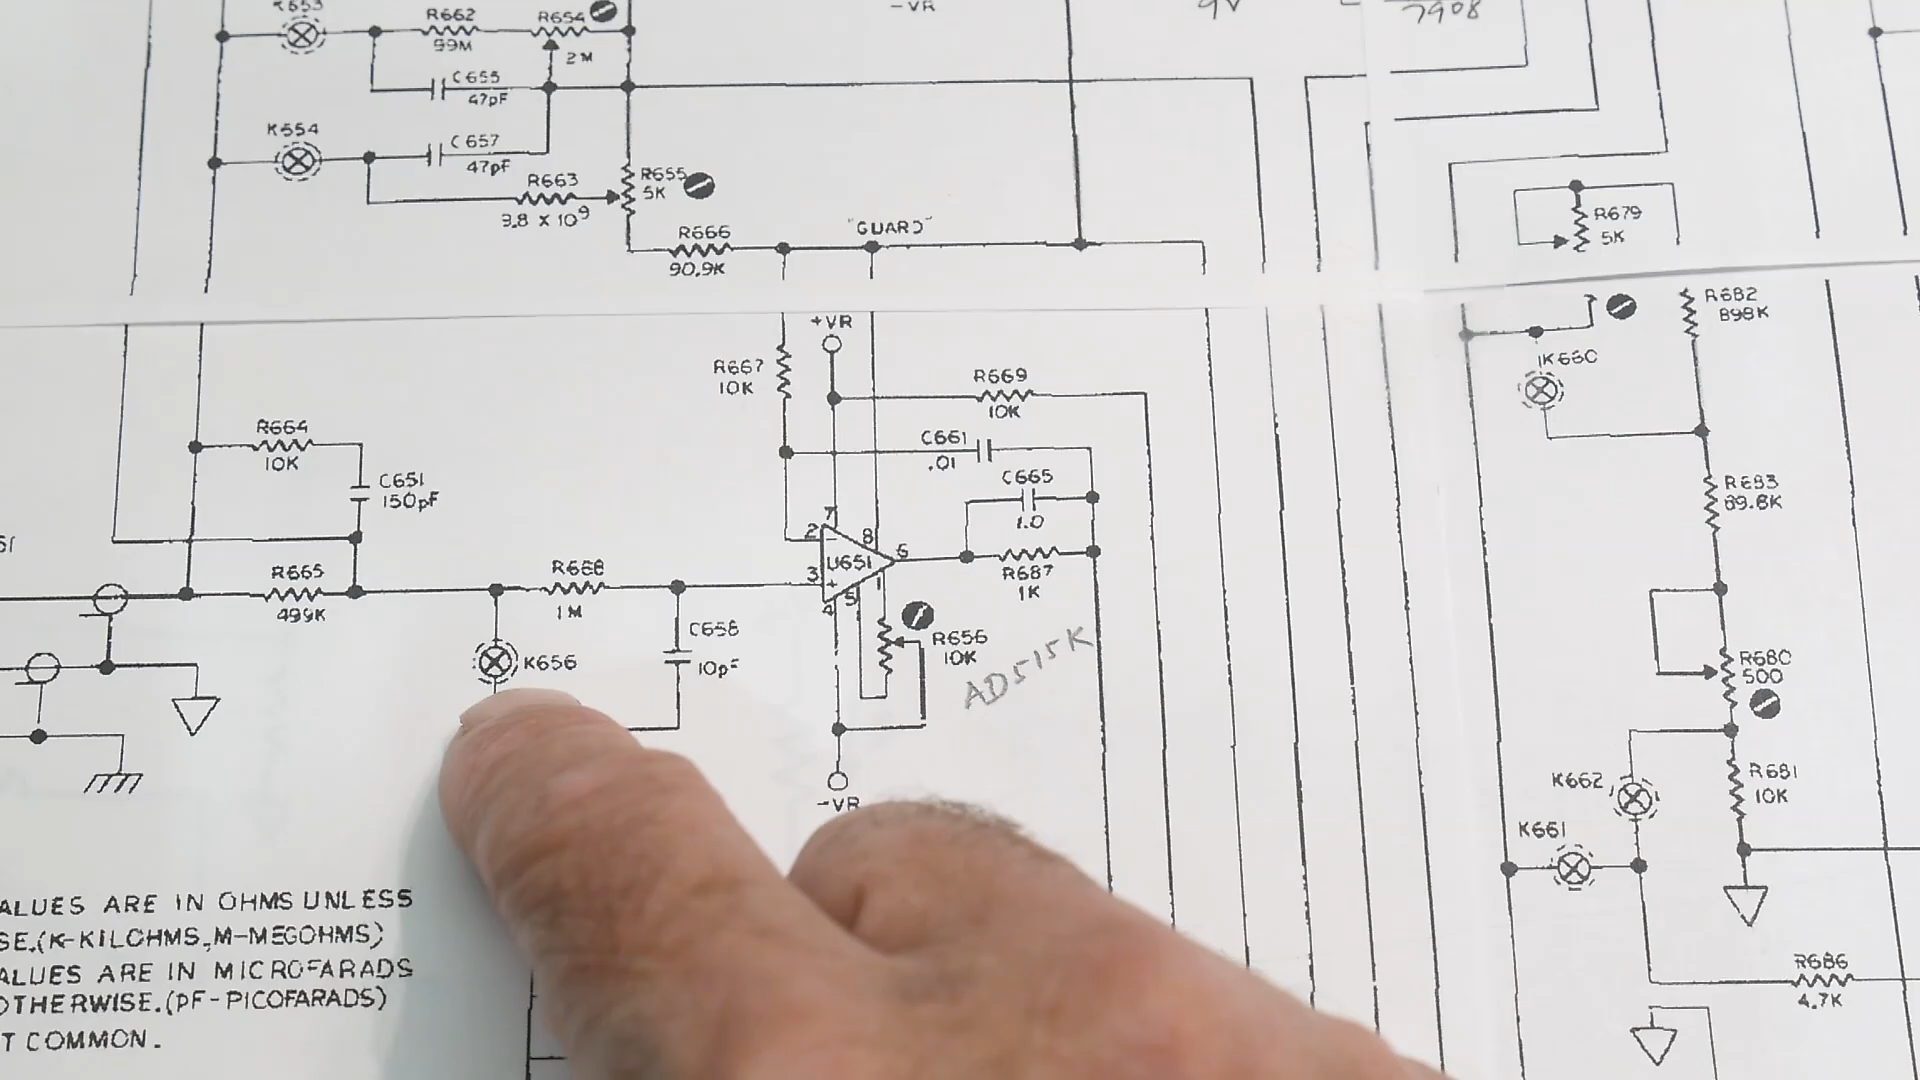 R653
R662
99M
R654
2M
C655
47pF
K554
C657
47pF
R663
9.8 X 10⁹
R655
5K
R666
90.9K
"GUARD"
-VR
9V
7908
R679
5K
R682
898K
K660
+VR
R667
10K
R669
10K
C661
.01
C665
1.0
R664
10K
C651
150pF
R665
499K
R668
1M
2
7
8
6
3
4
5
1
U651
R687
1K
K656
C658
10pF
R656
10K
AD515K
-VR
R683
89.8K
R680
500
K662
R681
10K
K661
R686
4.7K
ALUES ARE IN OHMS UNLESS
SE.(K-KILOHMS,M-MEGOHMS)
ALUES ARE IN MICROFARADS
OTHERWISE.(PF-PICOFARADS)
T COMMON.